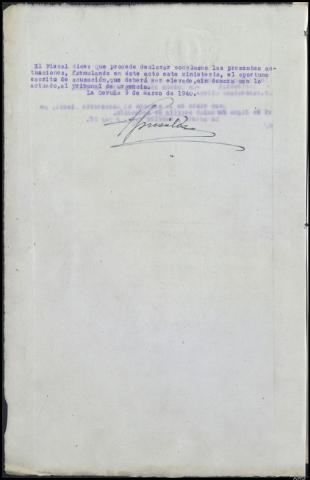 El Fiscal dice: que procede declarar conclusas las presentes ac-
tuaciones, formulando en este acto este ministerio, el oportuno
escrito de acusación, que deberá ser elevado, sin demora con lo
actuado, al tribunal de urgencia.
La Coruña 9 de marzo de 1940.